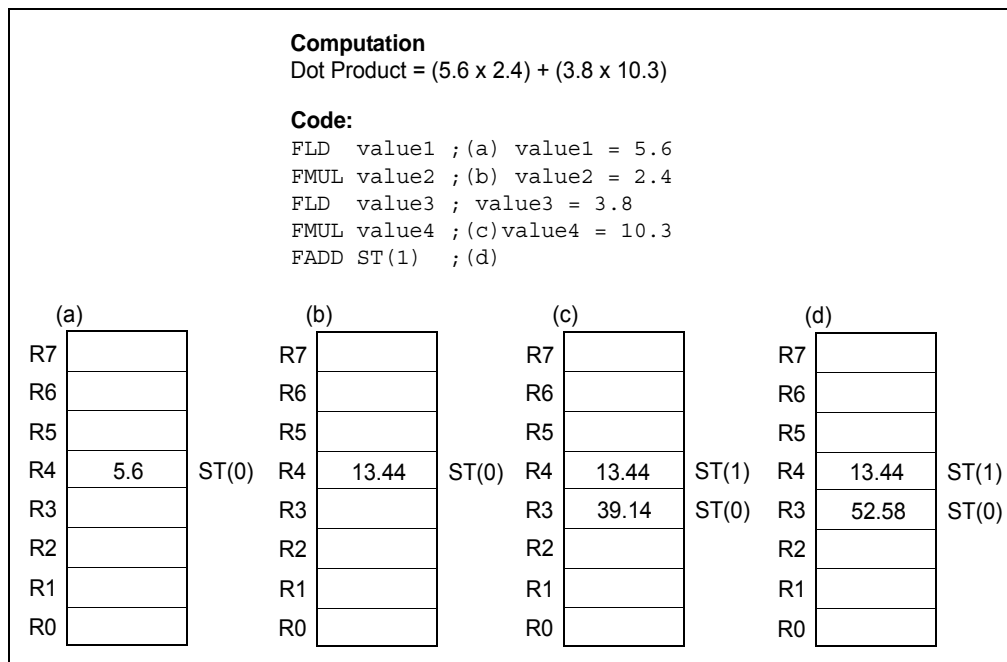 Computation
Dot Product = (5.6 x 2.4) + (3.8 x 10.3)
Code:
FLD  value1 ;(a) value1 = 5.6
FMUL value2 ;(b) value2 = 2.4
FLD  value3 ; value3 = 3.8
FMUL value4 ;(c)value4 = 10.3
FADD ST(1)  ;(d)
(a)
R7
R6
R5
R4 5.6 ST(0)
R3
R2
R1
R0
(b)
R7
R6
R5
R4 13.44 ST(0)
R3
R2
R1
R0
(c)
R7
R6
R5
R4 13.44 ST(1)
R3 39.14 ST(0)
R2
R1
R0
(d)
R7
R6
R5
R4 13.44 ST(1)
R3 52.58 ST(0)
R2
R1
R0